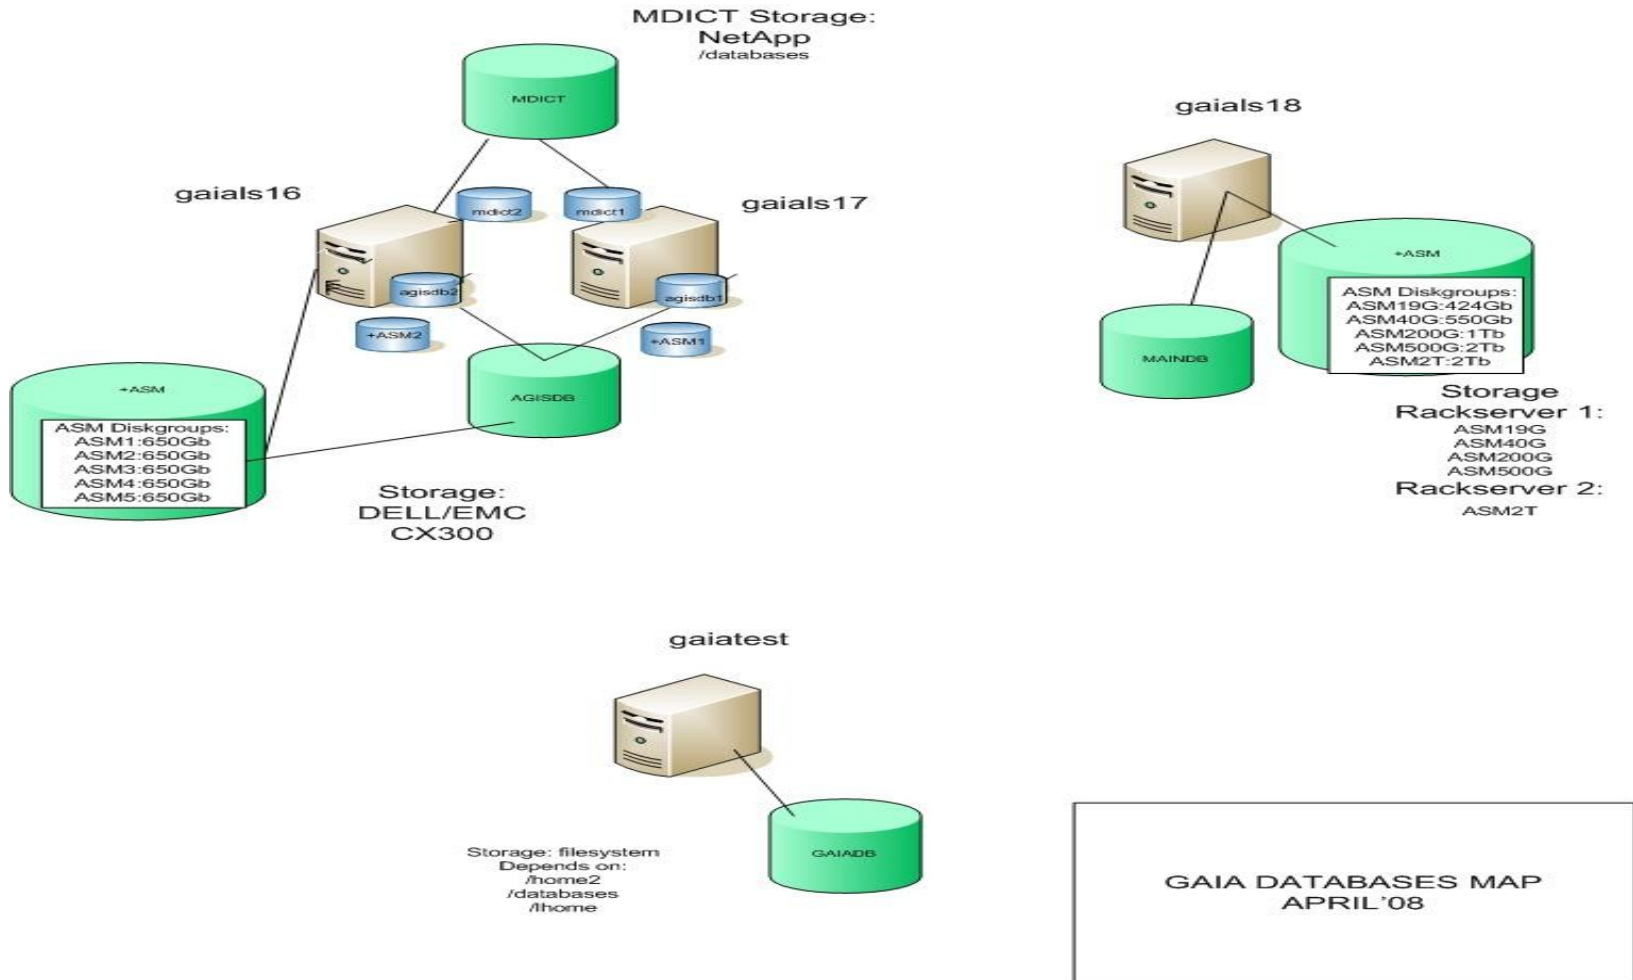 MDICT Storage:
NetApp
/databases
MDICT
gaials16
mdict2
mdict1
gaials17
agisdb2
agisdb1
+ASM2
+ASM1
AGISDB
+ASM
ASM Diskgroups:
ASM1:650Gb
ASM2:650Gb
ASM3:650Gb
ASM4:650Gb
ASM5:650Gb
Storage:
DELL/EMC
CX300
gaials18
+ASM
ASM Diskgroups:
ASM19G:424Gb
ASM40G:550Gb
ASM200G:1Tb
ASM500G:2Tb
ASM2T:2Tb
MAINDB
Storage
Rackserver 1:
ASM19G
ASM40G
ASM200G
ASM500G
Rackserver 2:
ASM2T
gaiatest
GAIADB
Storage: filesystem
Depends on:
/home2
/databases
/lhome
GAIA DATABASES MAP
APRIL'08